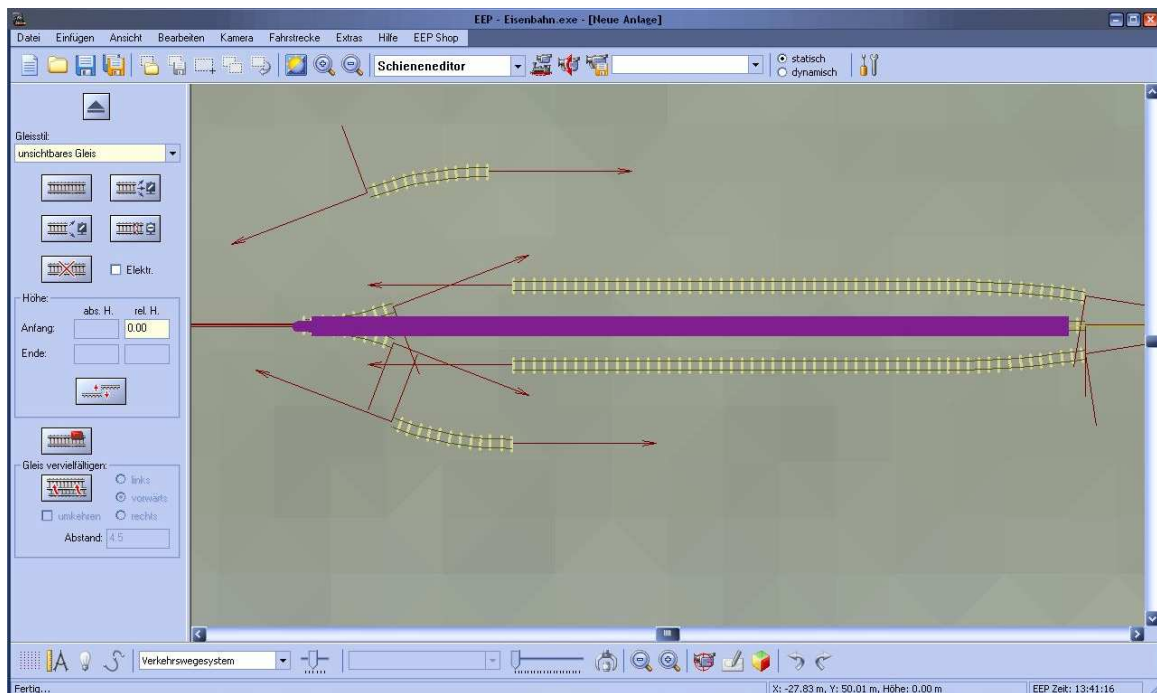 EEP - Eisenbahn.exe - [Neue Anlage]
Datei Einfügen Ansicht Bearbeiten Kamera Fahrstrecke Extras Hilfe EEP Shop
Schieneneditor
statisch
dynamisch
Gleisstil:
unsichtbares Gleis
Elektr.
Höhe:
abs. H. rel. H.
Anfang: 0.00
Ende:
Gleis vervielfältigen:
links
vorwärts
umkehren rechts
Abstand: 4.5
Verkehrswegesystem
Fertig... X: -27.83 m, Y: 50.01 m, Höhe: 0.00 m EEP Zeit: 13:41:16